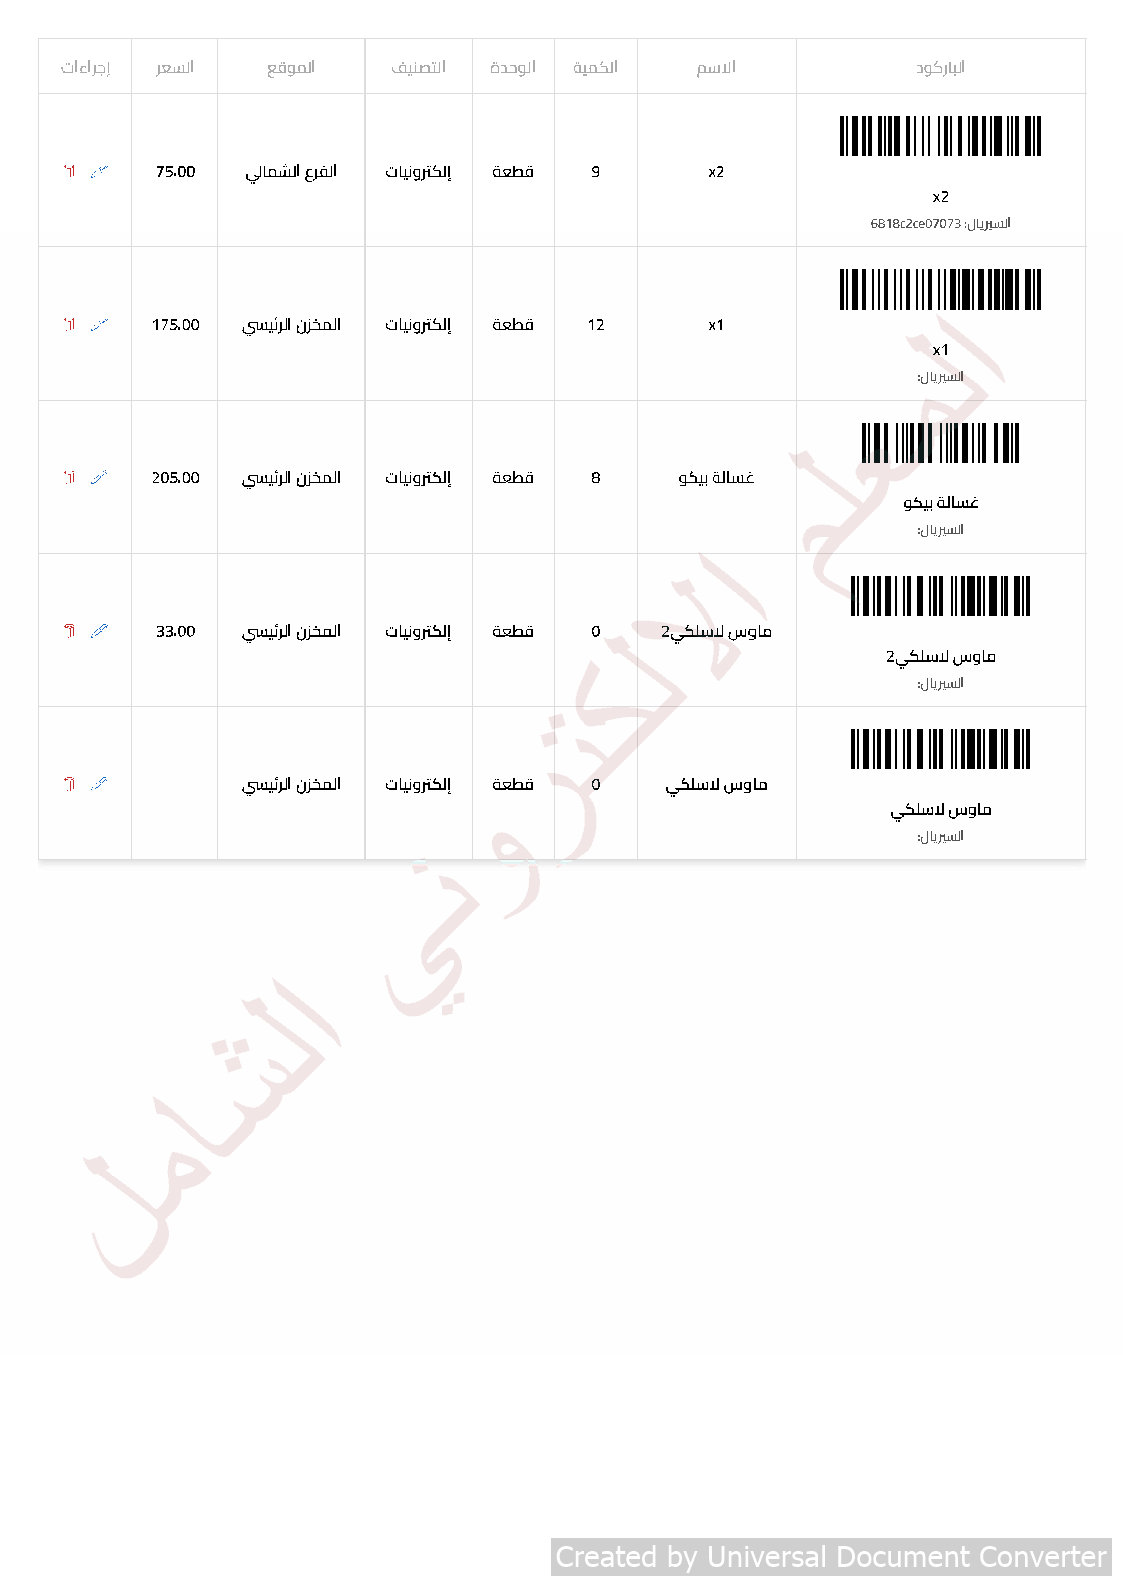 الباركود الاسم الكمية الوحدة التصنيف الموقع السعر إجراءات
x2 9 قطعة إلكترونيات الفرع الشمالي 75.00
x2
السيريال: 6818c2ce07073
x1 12 قطعة إلكترونيات المخزن الرئيسي 175.00
x1
السيريال:
غسالة بيكو 8 قطعة إلكترونيات المخزن الرئيسي 205.00
غسالة بيكو
السيريال:
ماوس لاسلكي2 0 قطعة إلكترونيات المخزن الرئيسي 33.00
ماوس لاسلكي2
السيريال:
ماوس لاسلكي 0 قطعة إلكترونيات المخزن الرئيسي
ماوس لاسلكي
السيريال:
المعلم الالكتروني الشامل
Created by Universal Document Converter